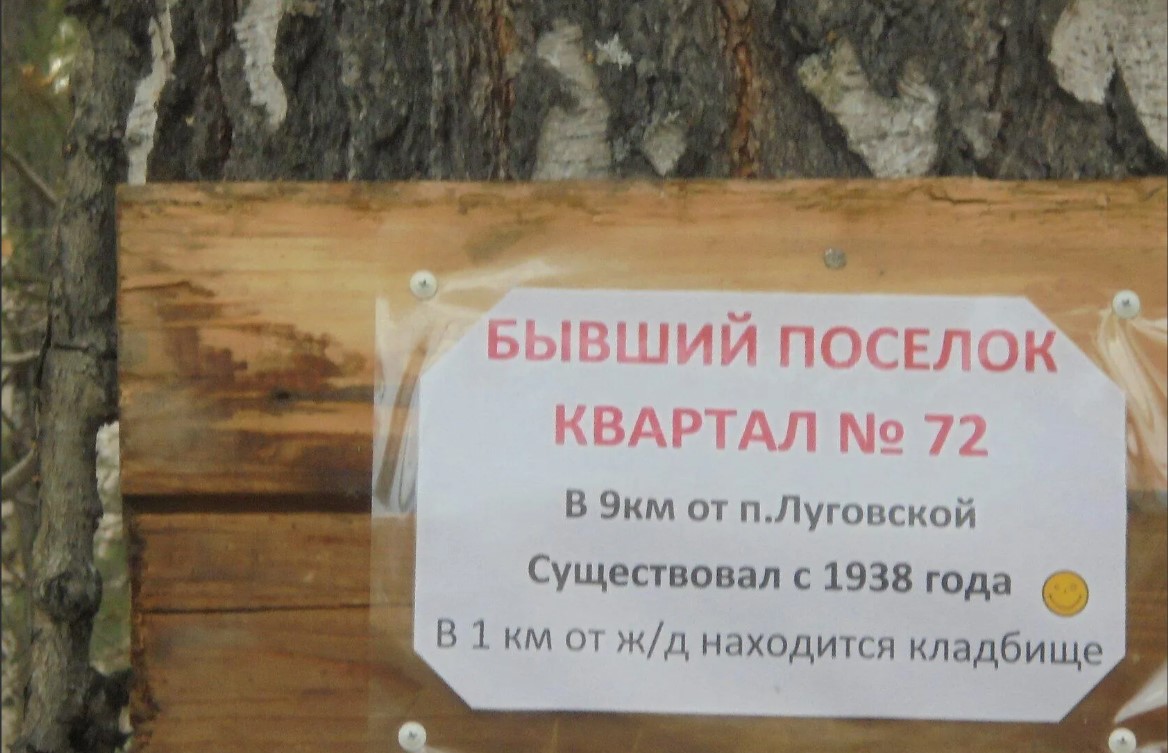 БЫВШИЙ ПОСЕЛОК
КВАРТАЛ № 72
В 9км от п.Луговской
Существовал с 1938 года
В 1 км от ж/д находится кладбище